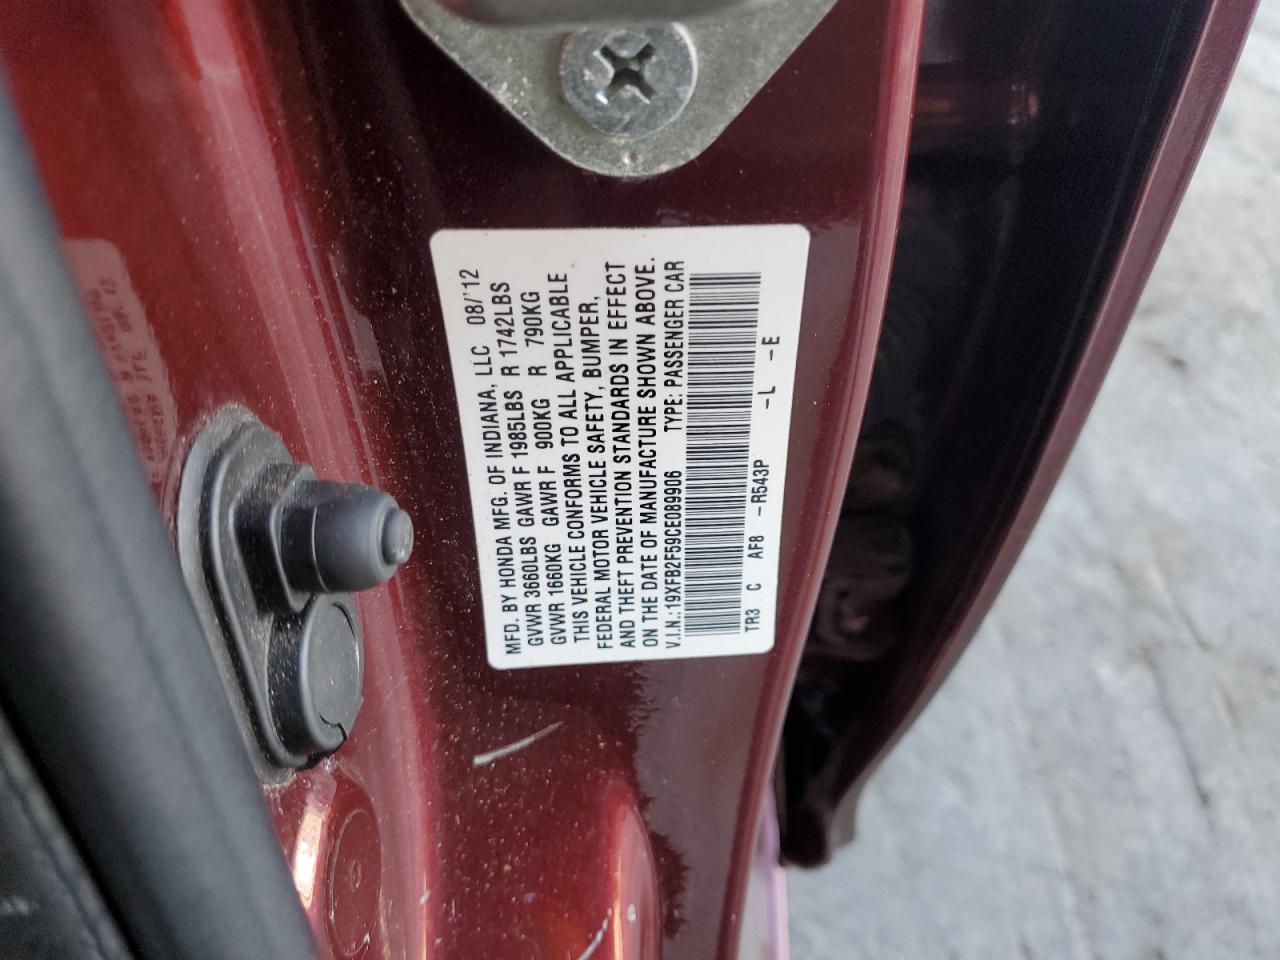 MFD. BY HONDA MFG. OF INDIANA, LLC 08/'12
GVWR 3660LBS GAWR F 1985LBS R 1742LBS
GVWR 1660KG GAWR F 900KG R 790KG
THIS VEHICLE CONFORMS TO ALL APPLICABLE
FEDERAL MOTOR VEHICLE SAFETY, BUMPER,
AND THEFT PREVENTION STANDARDS IN EFFECT
ON THE DATE OF MANUFACTURE SHOWN ABOVE.
V.I.N.:19XFB2F59CE089906 TYPE: PASSENGER CAR
TR3 C AF8 -R543P -L -E